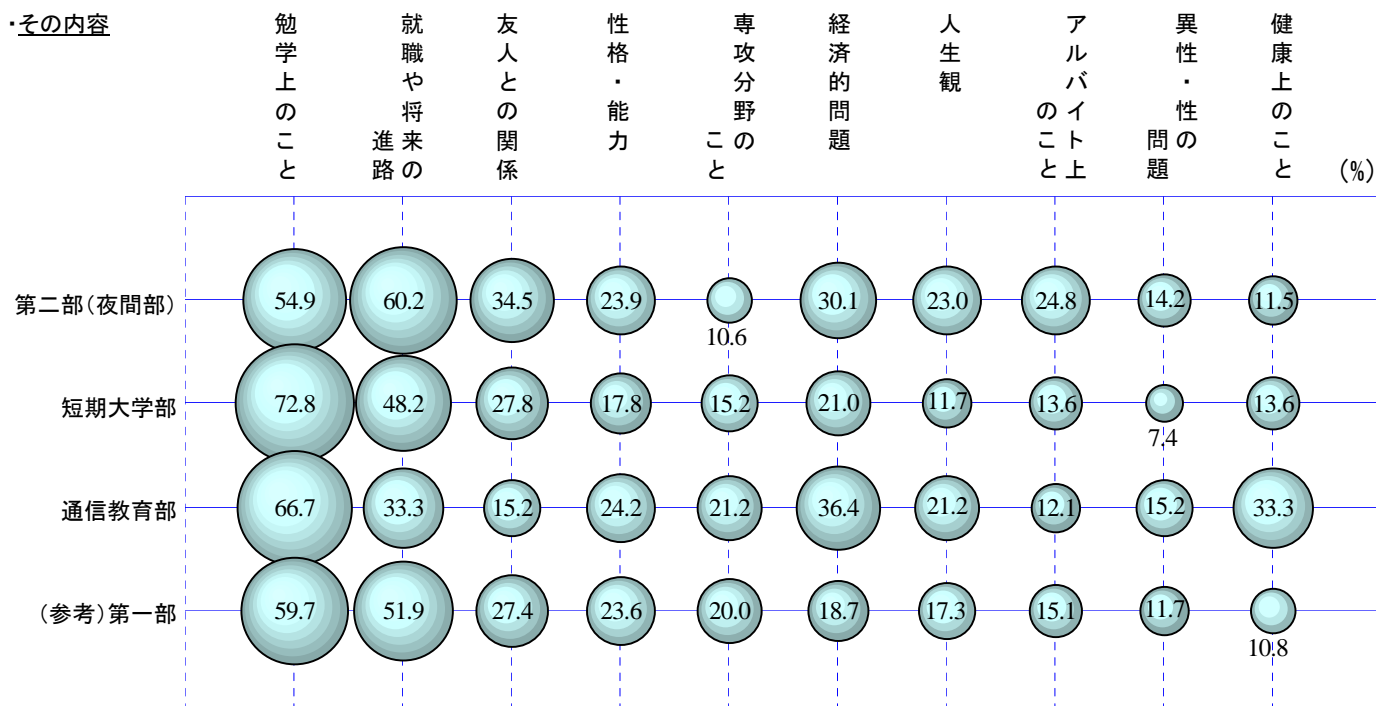 ・その内容
勉学上のこと
就職や将来の
進路
友人との関係
性格・能力
専攻分野の
こと
経済的問題
人生観
アルバイト上
のこと
異性・性の
問題
健康上のこと
(%)
第二部(夜間部) 54.9 60.2 34.5 23.9 10.6 30.1 23.0 24.8 14.2 11.5
短期大学部 72.8 48.2 27.8 17.8 15.2 21.0 11.7 13.6 7.4 13.6
通信教育部 66.7 33.3 15.2 24.2 21.2 36.4 21.2 12.1 15.2 33.3
(参考)第一部 59.7 51.9 27.4 23.6 20.0 18.7 17.3 15.1 11.7 10.8